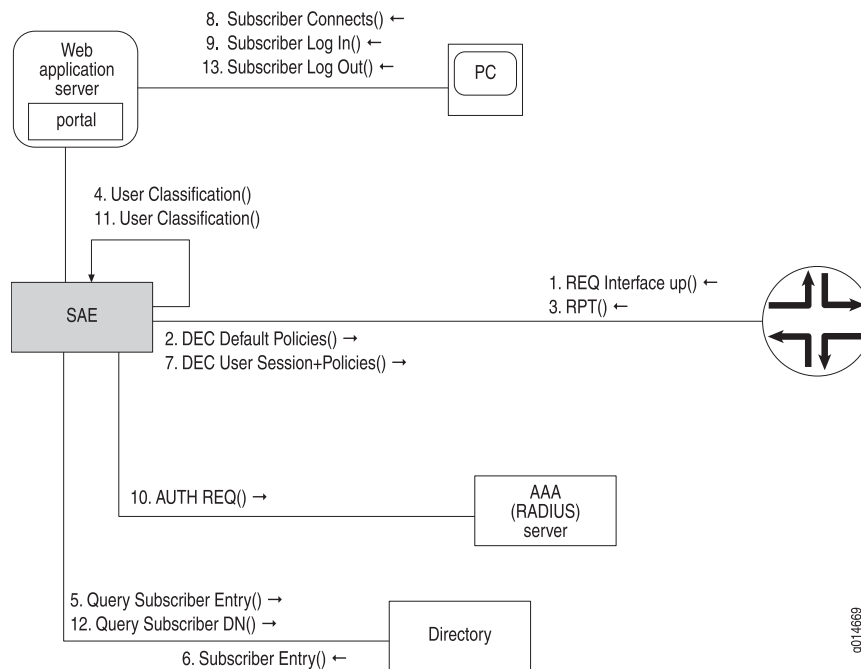 8. Subscriber Connects() ←
9. Subscriber Log In() ←
13. Subscriber Log Out() ←
Web
application
server
portal
PC
4. User Classification()
11. User Classification()
1. REQ Interface up() ←
3. RPT() ←
SAE
2. DEC Default Policies() →
7. DEC User Session+Policies() →
10. AUTH REQ() →
AAA
(RADIUS)
server
5. Query Subscriber Entry() →
12. Query Subscriber DN() →
6. Subscriber Entry() ←
Directory
g014669